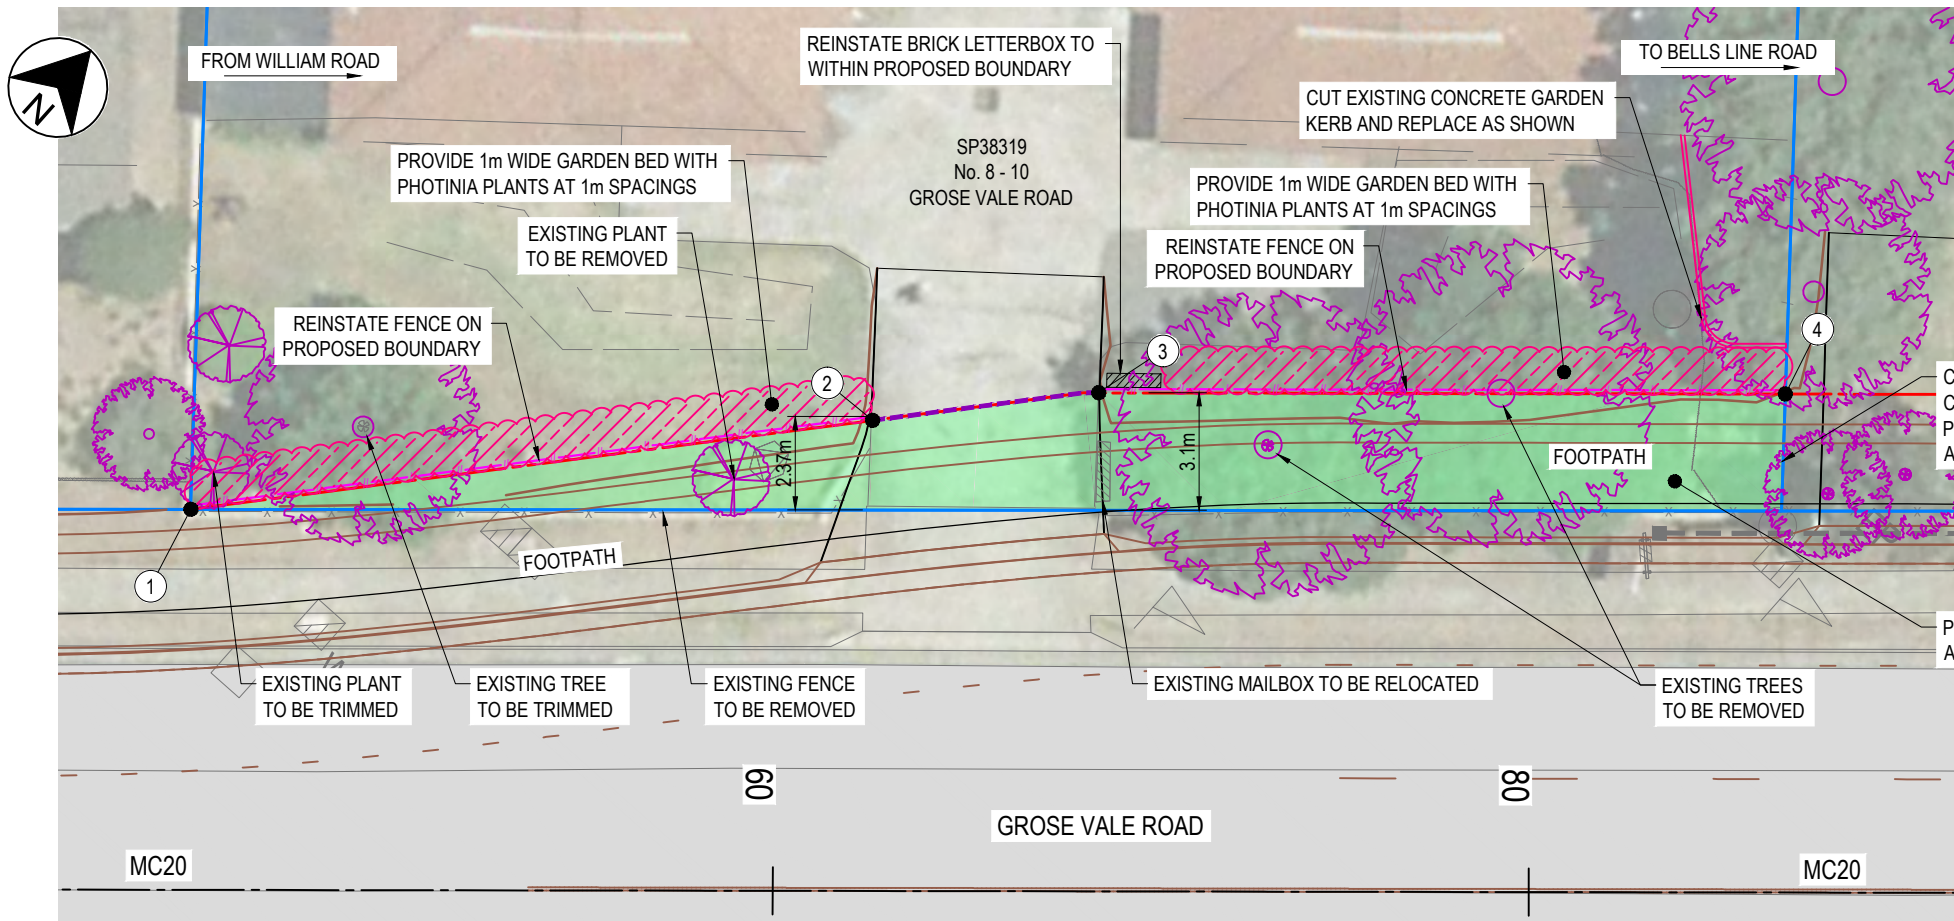 N
FROM WILLIAM ROAD
REINSTATE BRICK LETTERBOX TO
WITHIN PROPOSED BOUNDARY
TO BELLS LINE ROAD
CUT EXISTING CONCRETE GARDEN
KERB AND REPLACE AS SHOWN
PROVIDE 1m WIDE GARDEN BED WITH
PHOTINIA PLANTS AT 1m SPACINGS
SP38319
No. 8 - 10
GROSE VALE ROAD
PROVIDE 1m WIDE GARDEN BED WITH
PHOTINIA PLANTS AT 1m SPACINGS
EXISTING PLANT
TO BE REMOVED
REINSTATE FENCE ON
PROPOSED BOUNDARY
REINSTATE FENCE ON
PROPOSED BOUNDARY
1
2
3
4
2.37m
3.1m
FOOTPATH
FOOTPATH
C
C
P
A
P
A
EXISTING PLANT
TO BE TRIMMED
EXISTING TREE
TO BE TRIMMED
EXISTING FENCE
TO BE REMOVED
EXISTING MAILBOX TO BE RELOCATED
EXISTING TREES
TO BE REMOVED
60
80
GROSE VALE ROAD
MC20
MC20